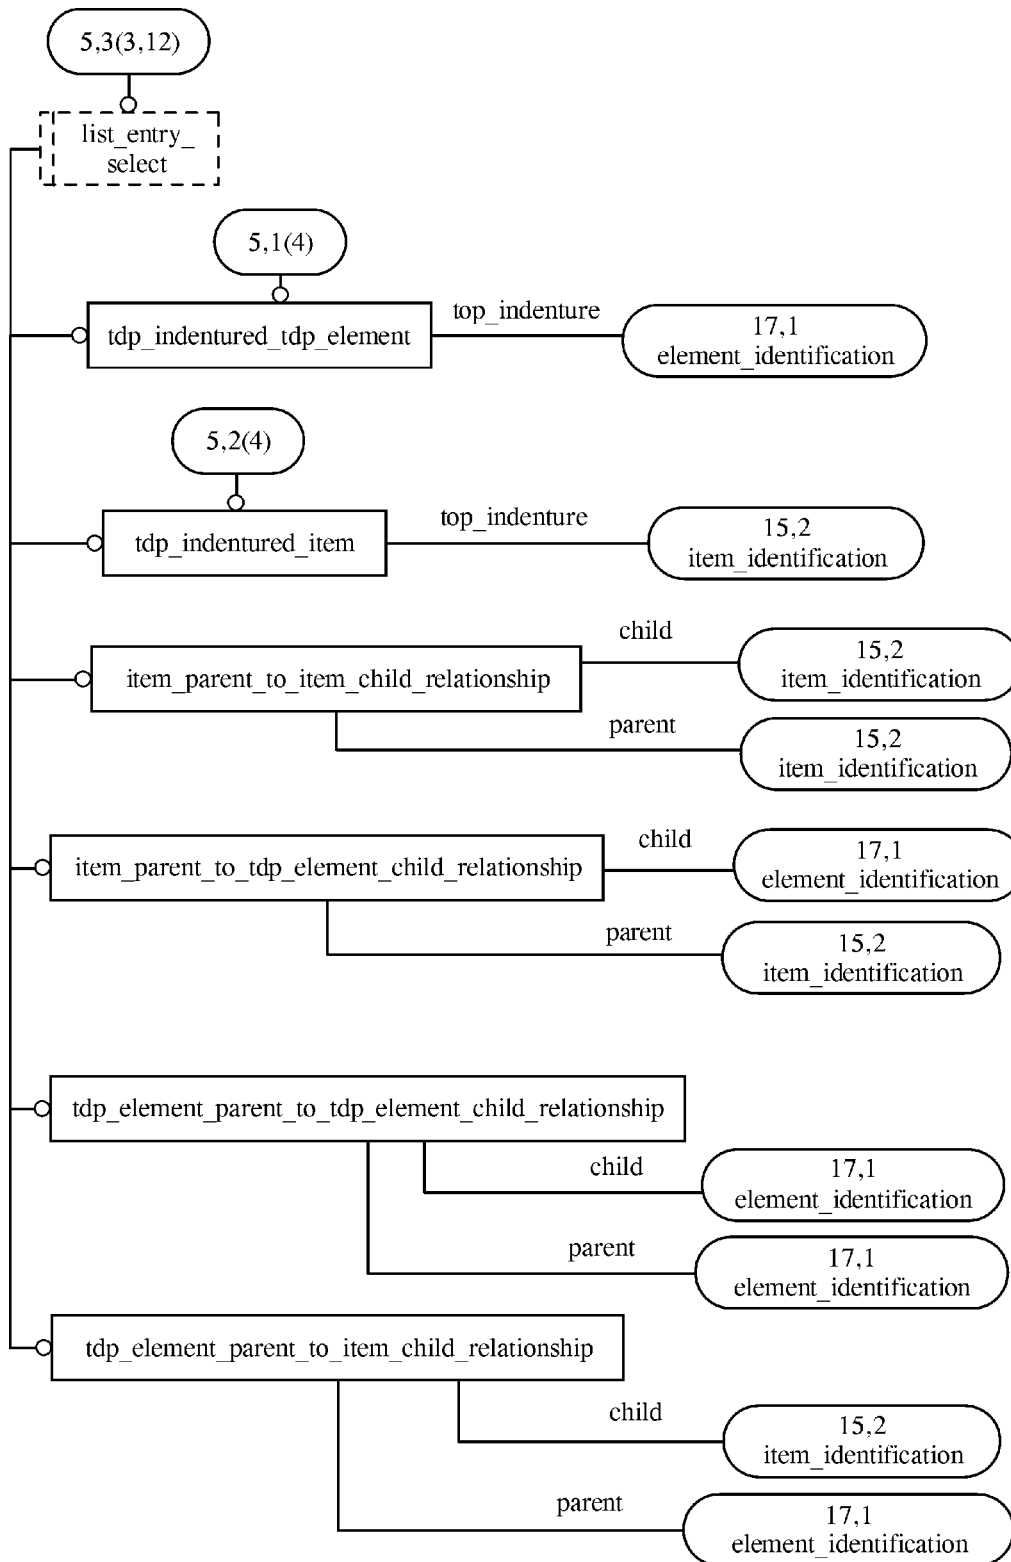 5,3(3,12)
list_entry_
select
5,1(4)
tdp_indentured_tdp_element
top_indenture
17,1
element_identification
5,2(4)
tdp_indentured_item
top_indenture
15,2
item_identification
child
15,2
item_identification
item_parent_to_item_child_relationship
parent
15,2
item_identification
child
17,1
element_identification
item_parent_to_tdp_element_child_relationship
parent
15,2
item_identification
tdp_element_parent_to_tdp_element_child_relationship
child
17,1
element_identification
parent
17,1
element_identification
tdp_element_parent_to_item_child_relationship
child
15,2
item_identification
parent
17,1
element_identification